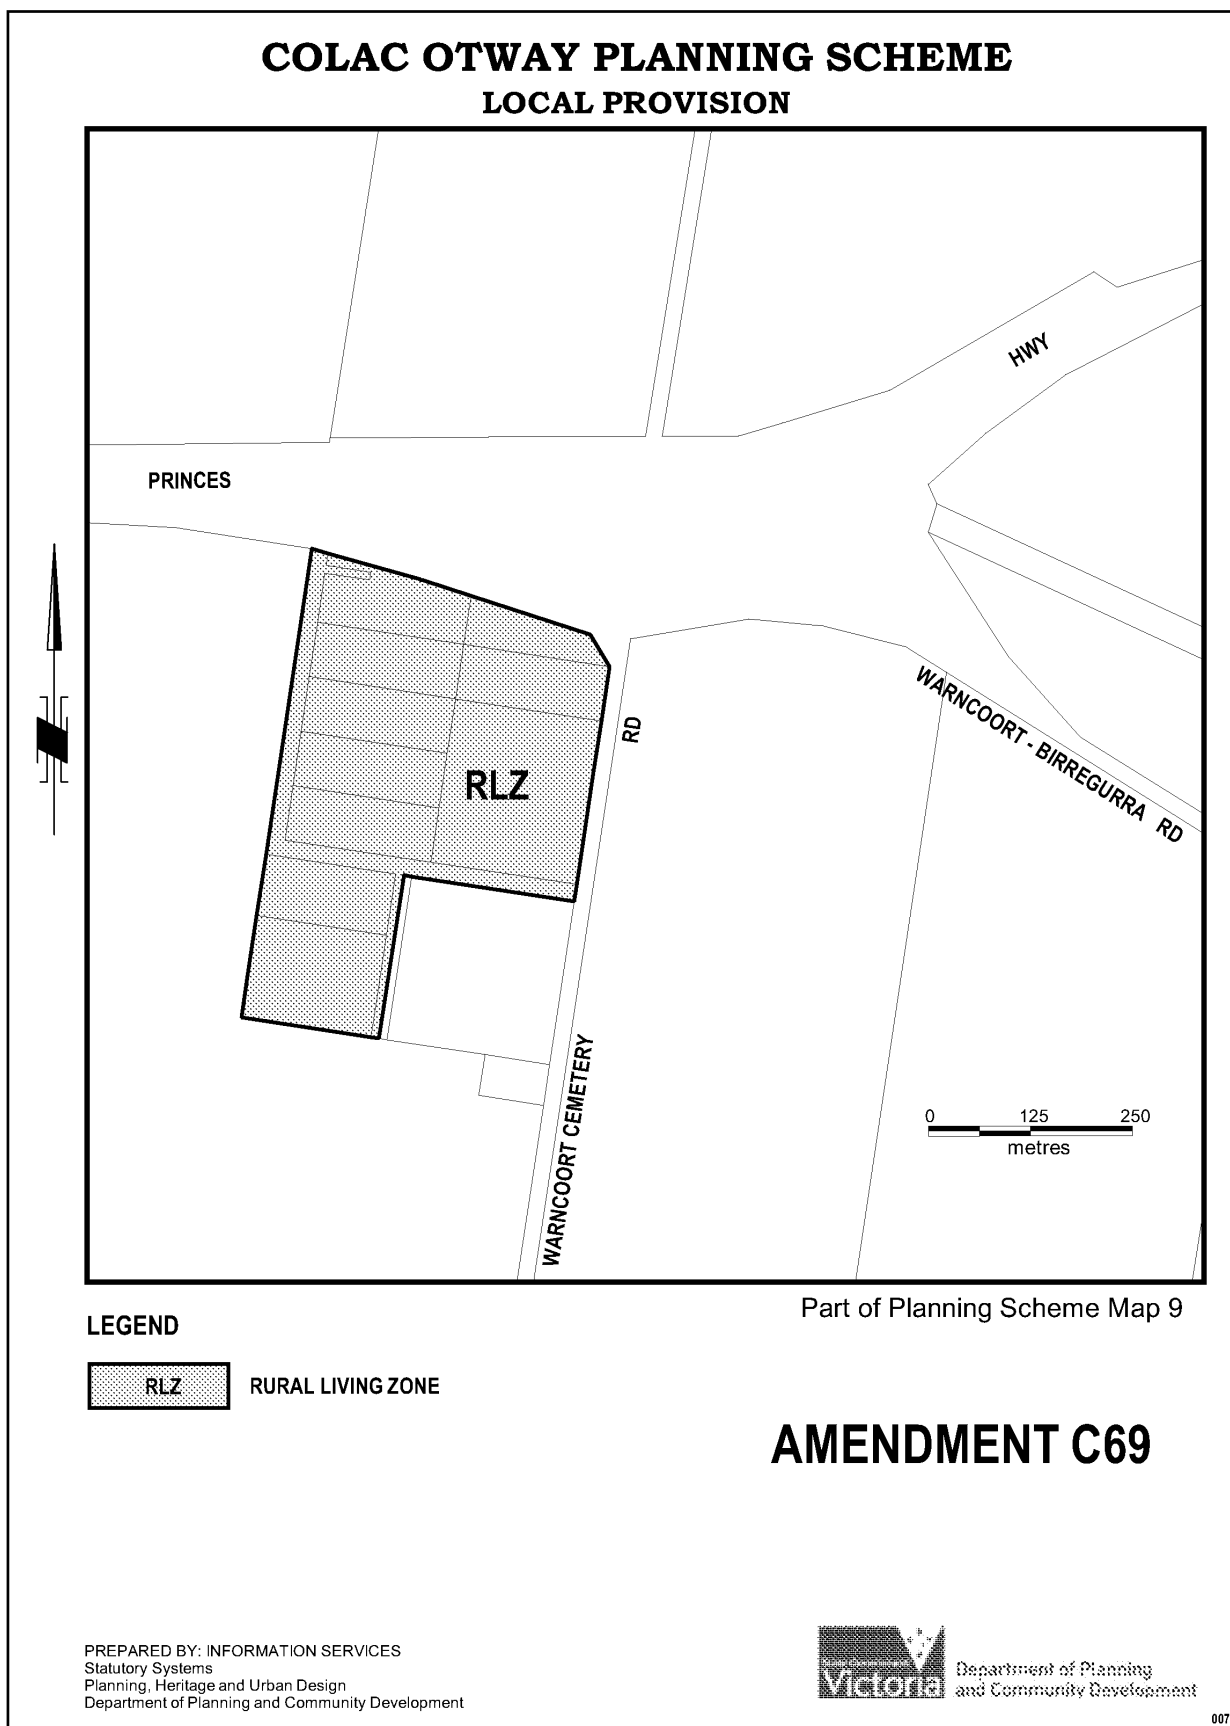 COLAC OTWAY PLANNING SCHEME
LOCAL PROVISION
HWY
PRINCES
RD
WARNCOORT - BIRREGURRA RD
RLZ
WARNCOORT CEMETERY
0 125 250
metres
Part of Planning Scheme Map 9
LEGEND
RLZ RURAL LIVING ZONE
AMENDMENT C69
PREPARED BY: INFORMATION SERVICES
Statutory Systems
Planning, Heritage and Urban Design
Department of Planning and Community Development
Victoria
Department of Planning
and Community Development
007